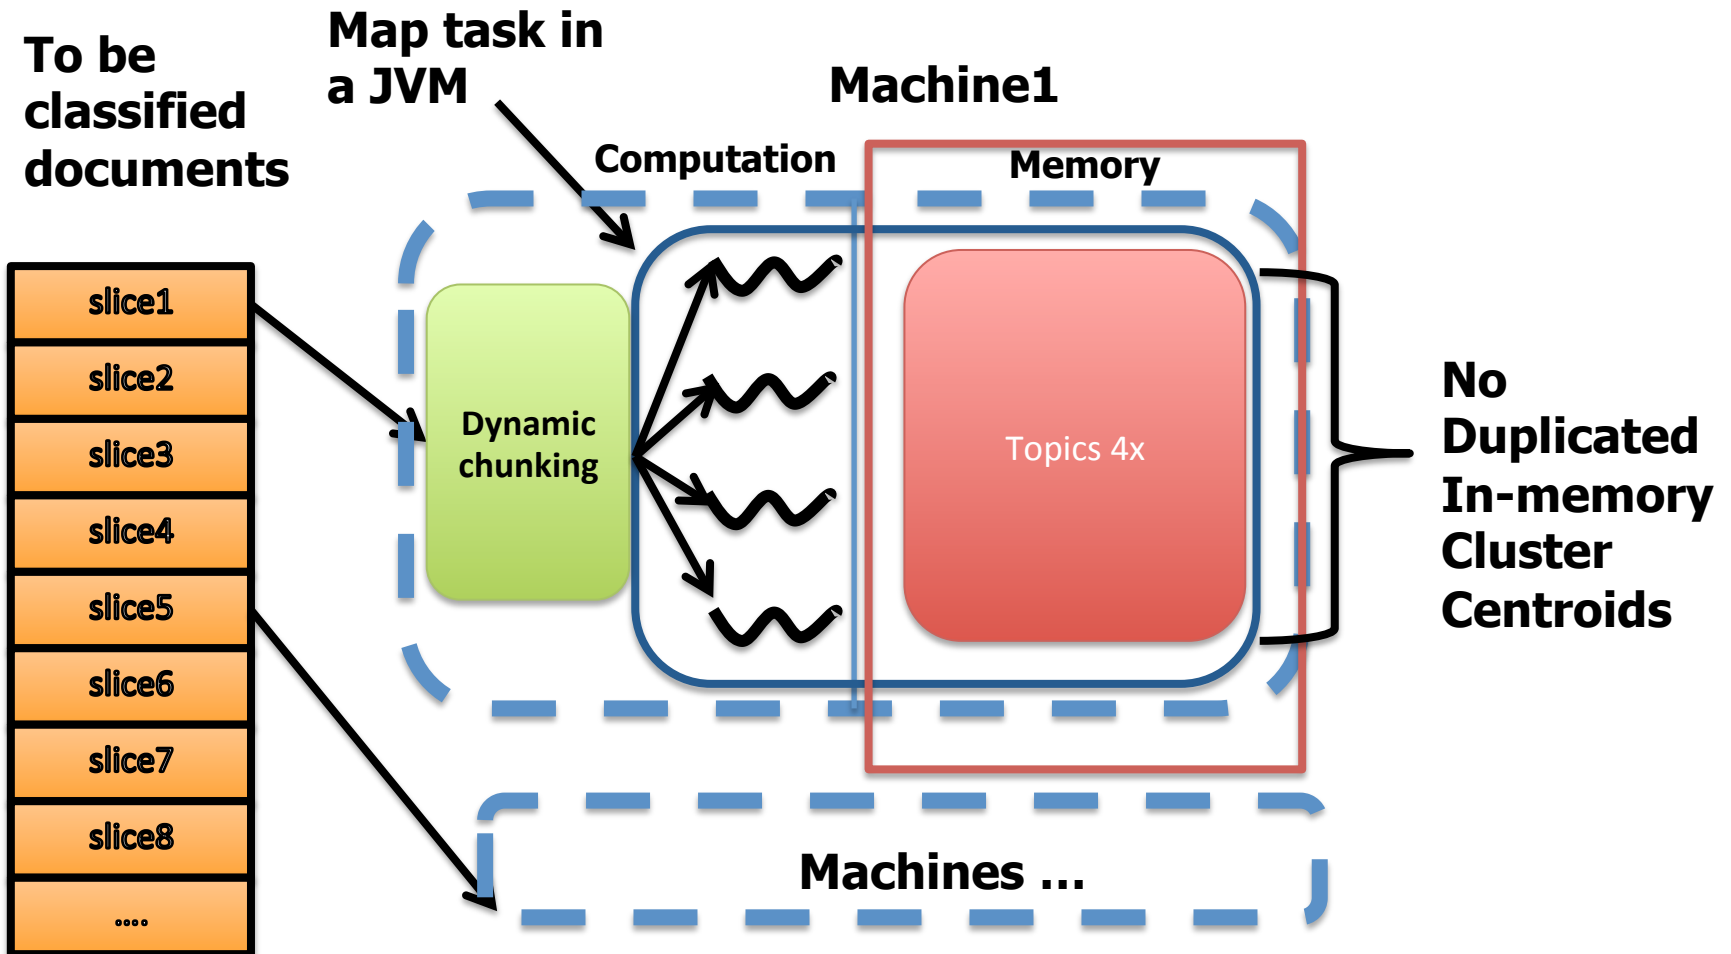 To be
classified
documents
Map task in
a JVM
Machine1
Computation
Memory
slice1
slice2
slice3
slice4
slice5
slice6
slice7
slice8
....
Dynamic
chunking
Topics 4x
No
Duplicated
In-memory
Cluster
Centroids
Machines ...